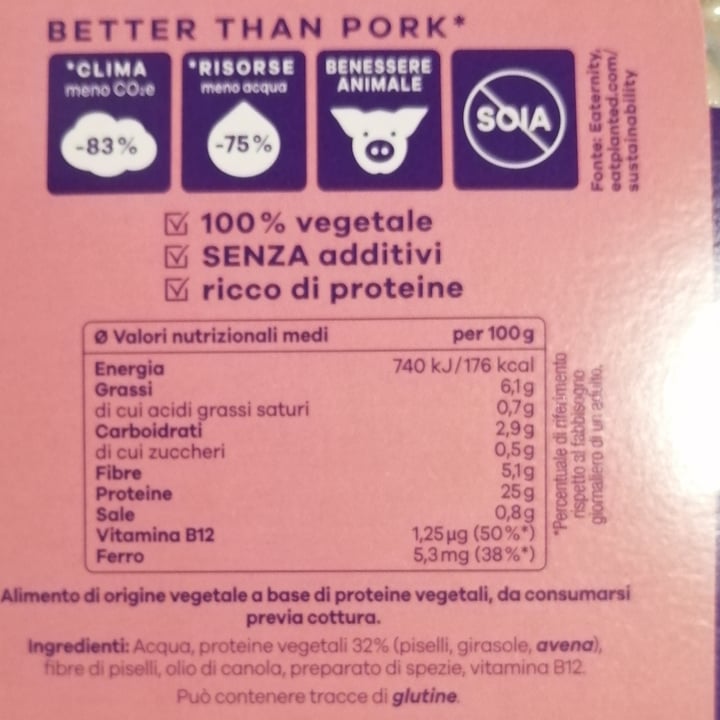 BETTER THAN PORK*
*CLIMA
meno CO₂e
-83%
*RISORSE
meno acqua
-75%
BENESSERE
ANIMALE
SOIA
Fonte: Eaternity,
eatplanted.com/
sustainability
100% vegetale
SENZA additivi
ricco di proteine
Ø Valori nutrizionali medi per 100g
Energia 740 kJ/176 kcal
Grassi 6,1g
di cui acidi grassi saturi 0,7g
Carboidrati 2,9g
di cui zuccheri 0,5g
Fibre 5,1g
Proteine 25g
Sale 0,8g
Vitamina B12 1,25µg (50%*)
Ferro 5,3mg (38%*)
*Percentuale di riferimento
rispetto al fabbisogno
giornaliero di un adulto.
Alimento di origine vegetale a base di proteine vegetali, da consumarsi
previa cottura.
Ingredienti: Acqua, proteine vegetali 32% (piselli, girasole, avena),
fibre di piselli, olio di canola, preparato di spezie, vitamina B12.
Può contenere tracce di glutine.